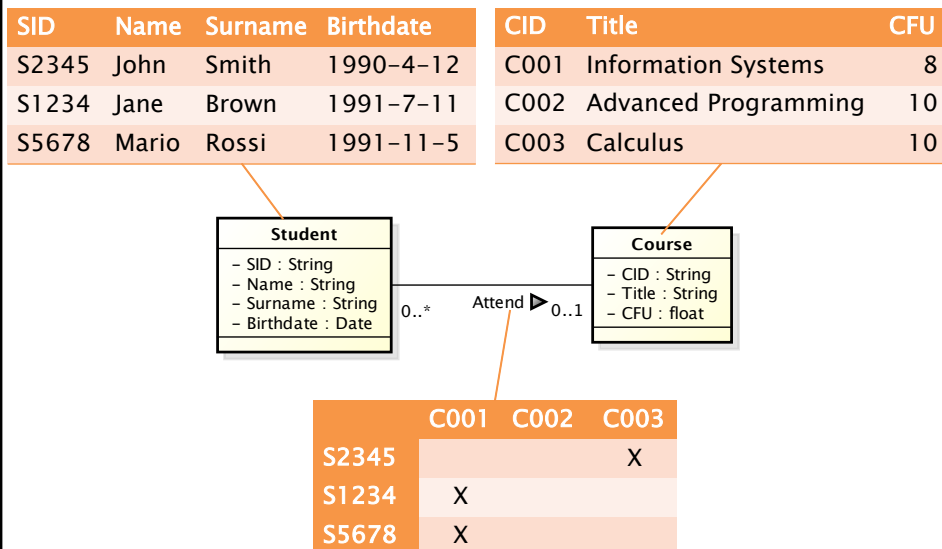 SID Name Surname Birthdate
S2345 John Smith 1990-4-12
S1234 Jane Brown 1991-7-11
S5678 Mario Rossi 1991-11-5
CID Title CFU
C001 Information Systems 8
C002 Advanced Programming 10
C003 Calculus 10
Student
- SID : String
- Name : String
- Surname : String
- Birthdate : Date
0..*
Attend
0..1
Course
- CID : String
- Title : String
- CFU : float
C001 C002 C003
S2345 X
S1234 X
S5678 X